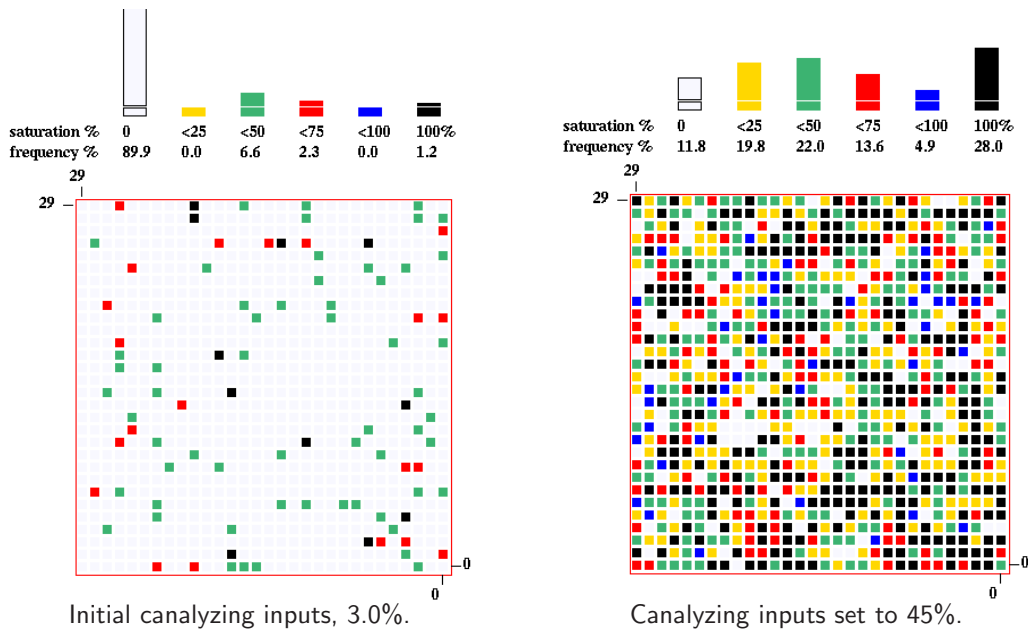 saturation % 0 <25 <50 <75 <100 100%
frequency % 89.9 0.0 6.6 2.3 0.0 1.2
29
29
0
0
Initial canalyzing inputs, 3.0%.
saturation % 0 <25 <50 <75 <100 100%
frequency % 11.8 19.8 22.0 13.6 4.9 28.0
29
29
0
0
Canalyzing inputs set to 45%.